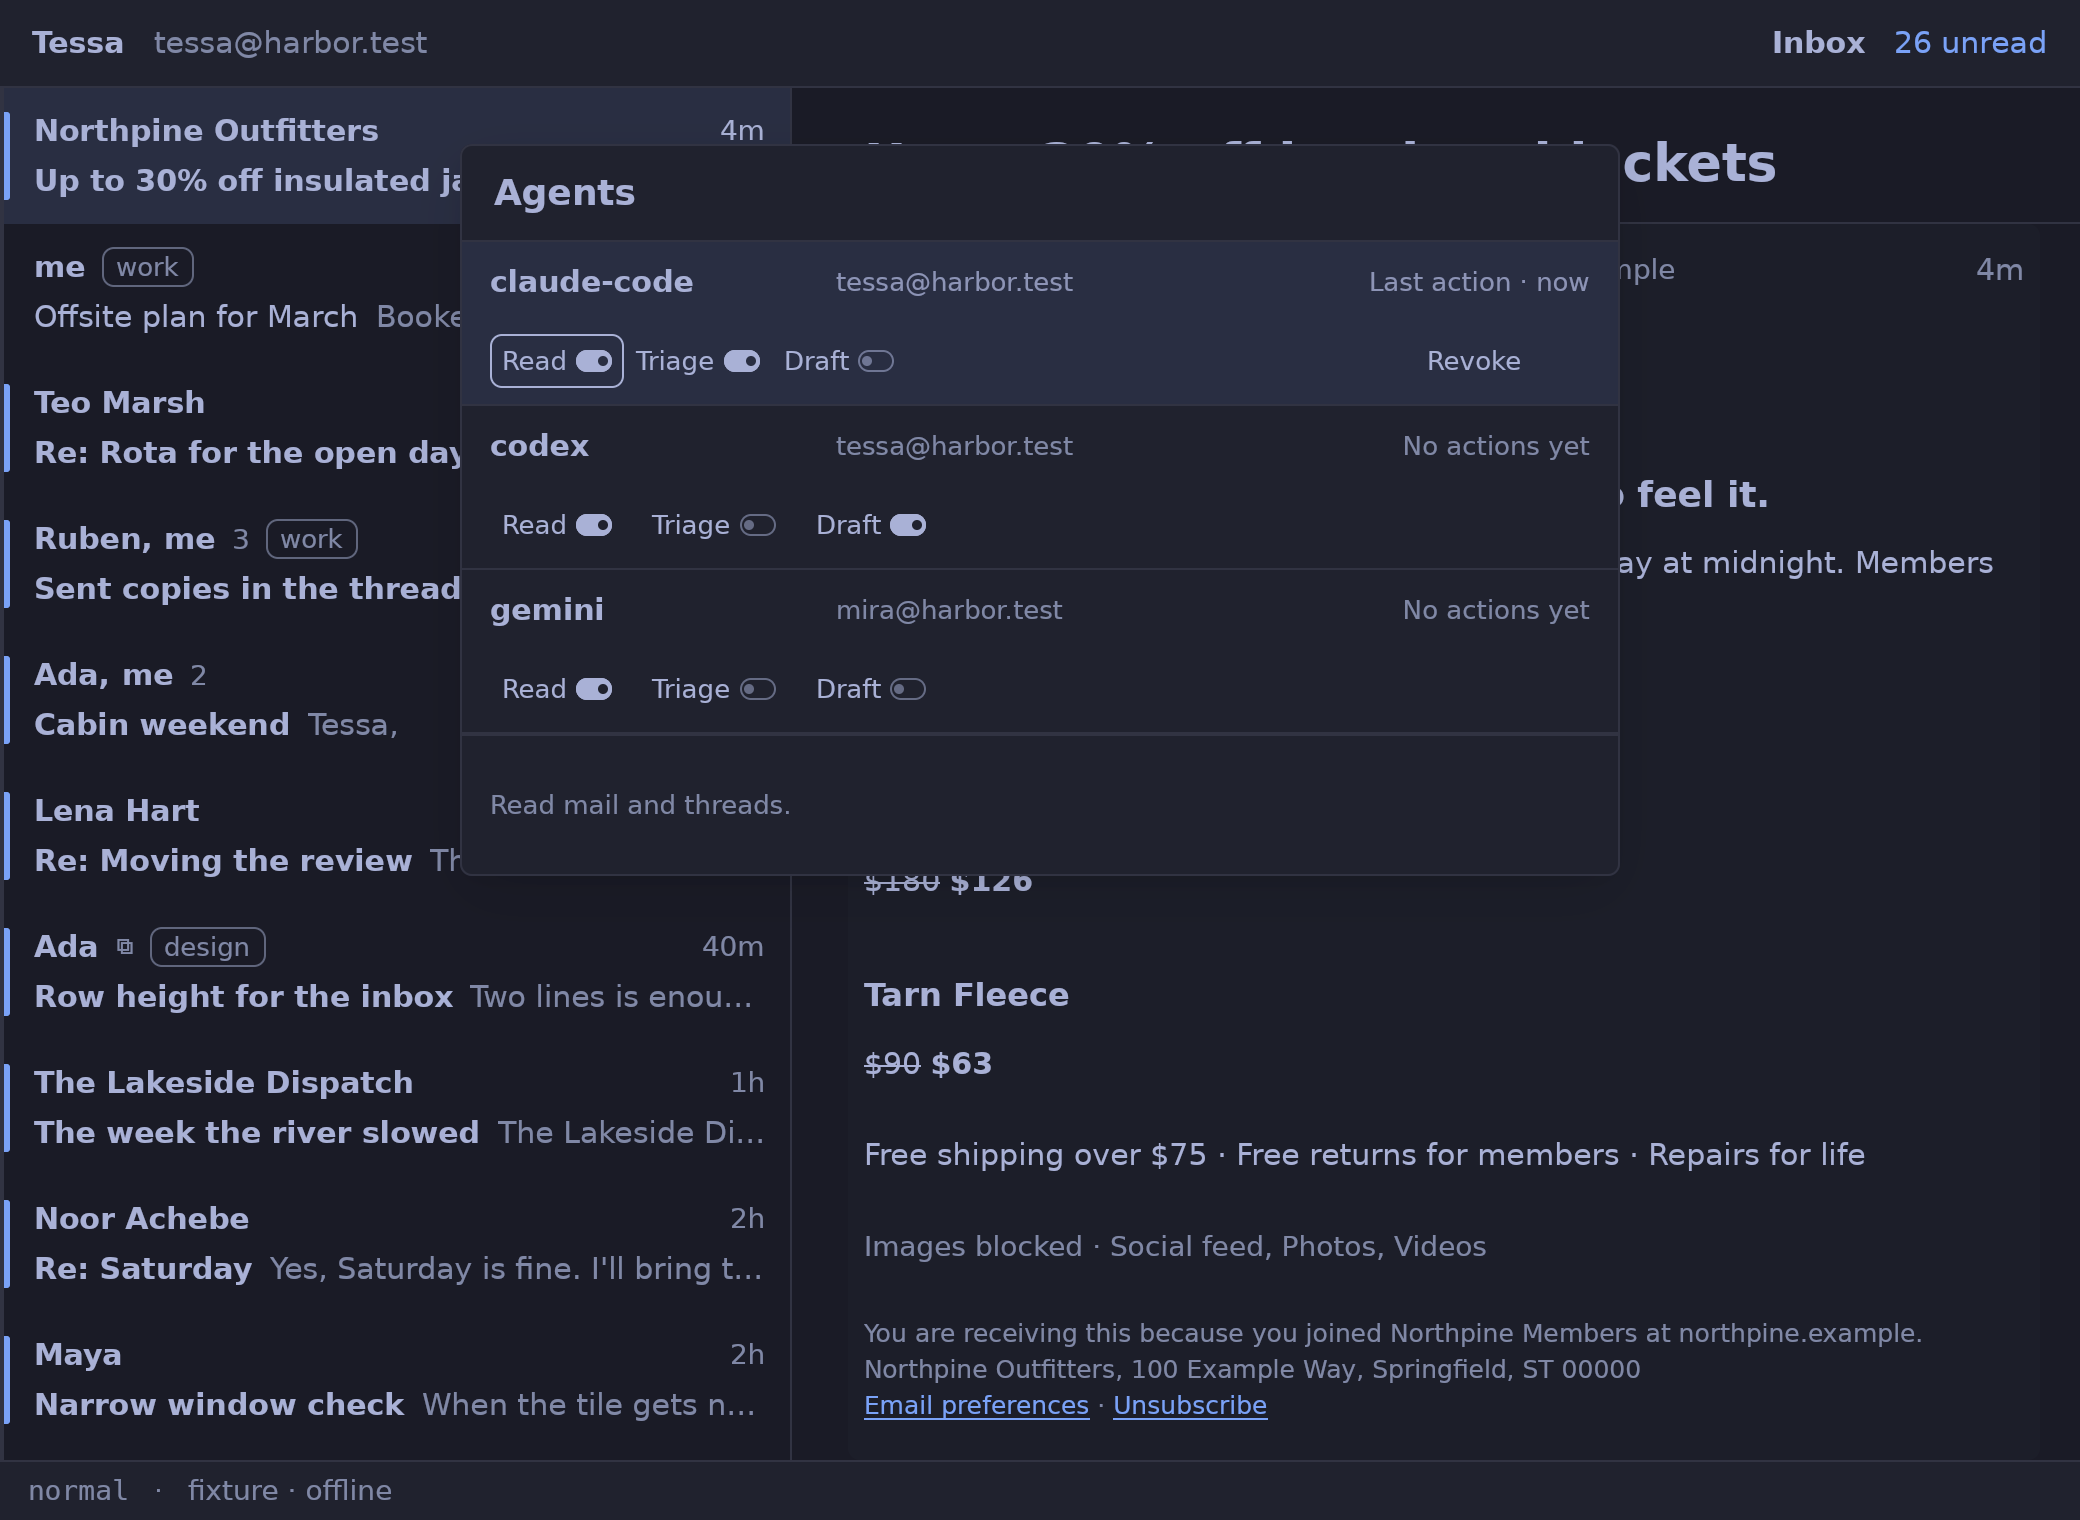 Tessa tessa@harbor.test Inbox 26 unread
Northpine Outfitters 4m
Up to 30% off insulated
me work
Offsite plan for March
Teo Marsh
Re: Rota for the open day
Ruben, me 3 work
Sent copies in the thread
Ada, me 2
Cabin weekend Tessa,
Lena Hart
Re: Moving the review
Ada design 40m
Row height for the inbox Two lines is enou…
The Lakeside Dispatch 1h
The week the river slowed The Lakeside Di…
Noor Achebe 2h
Re: Saturday Yes, Saturday is fine. I'll bring t…
Maya 2h
Narrow window check When the tile gets n…
Agents
claude-code tessa@harbor.test Last action · now
Read Triage Draft Revoke
codex tessa@harbor.test No actions yet
Read Triage Draft
gemini mira@harbor.test No actions yet
Read Triage Draft
Read mail and threads.
ckets
4m
feel it.
ay at midnight. Members
$180 $126
Tarn Fleece
$90 $63
Free shipping over $75 · Free returns for members · Repairs for life
Images blocked · Social feed, Photos, Videos
You are receiving this because you joined Northpine Members at northpine.example.
Northpine Outfitters, 100 Example Way, Springfield, ST 00000
Email preferences · Unsubscribe
normal · fixture · offline